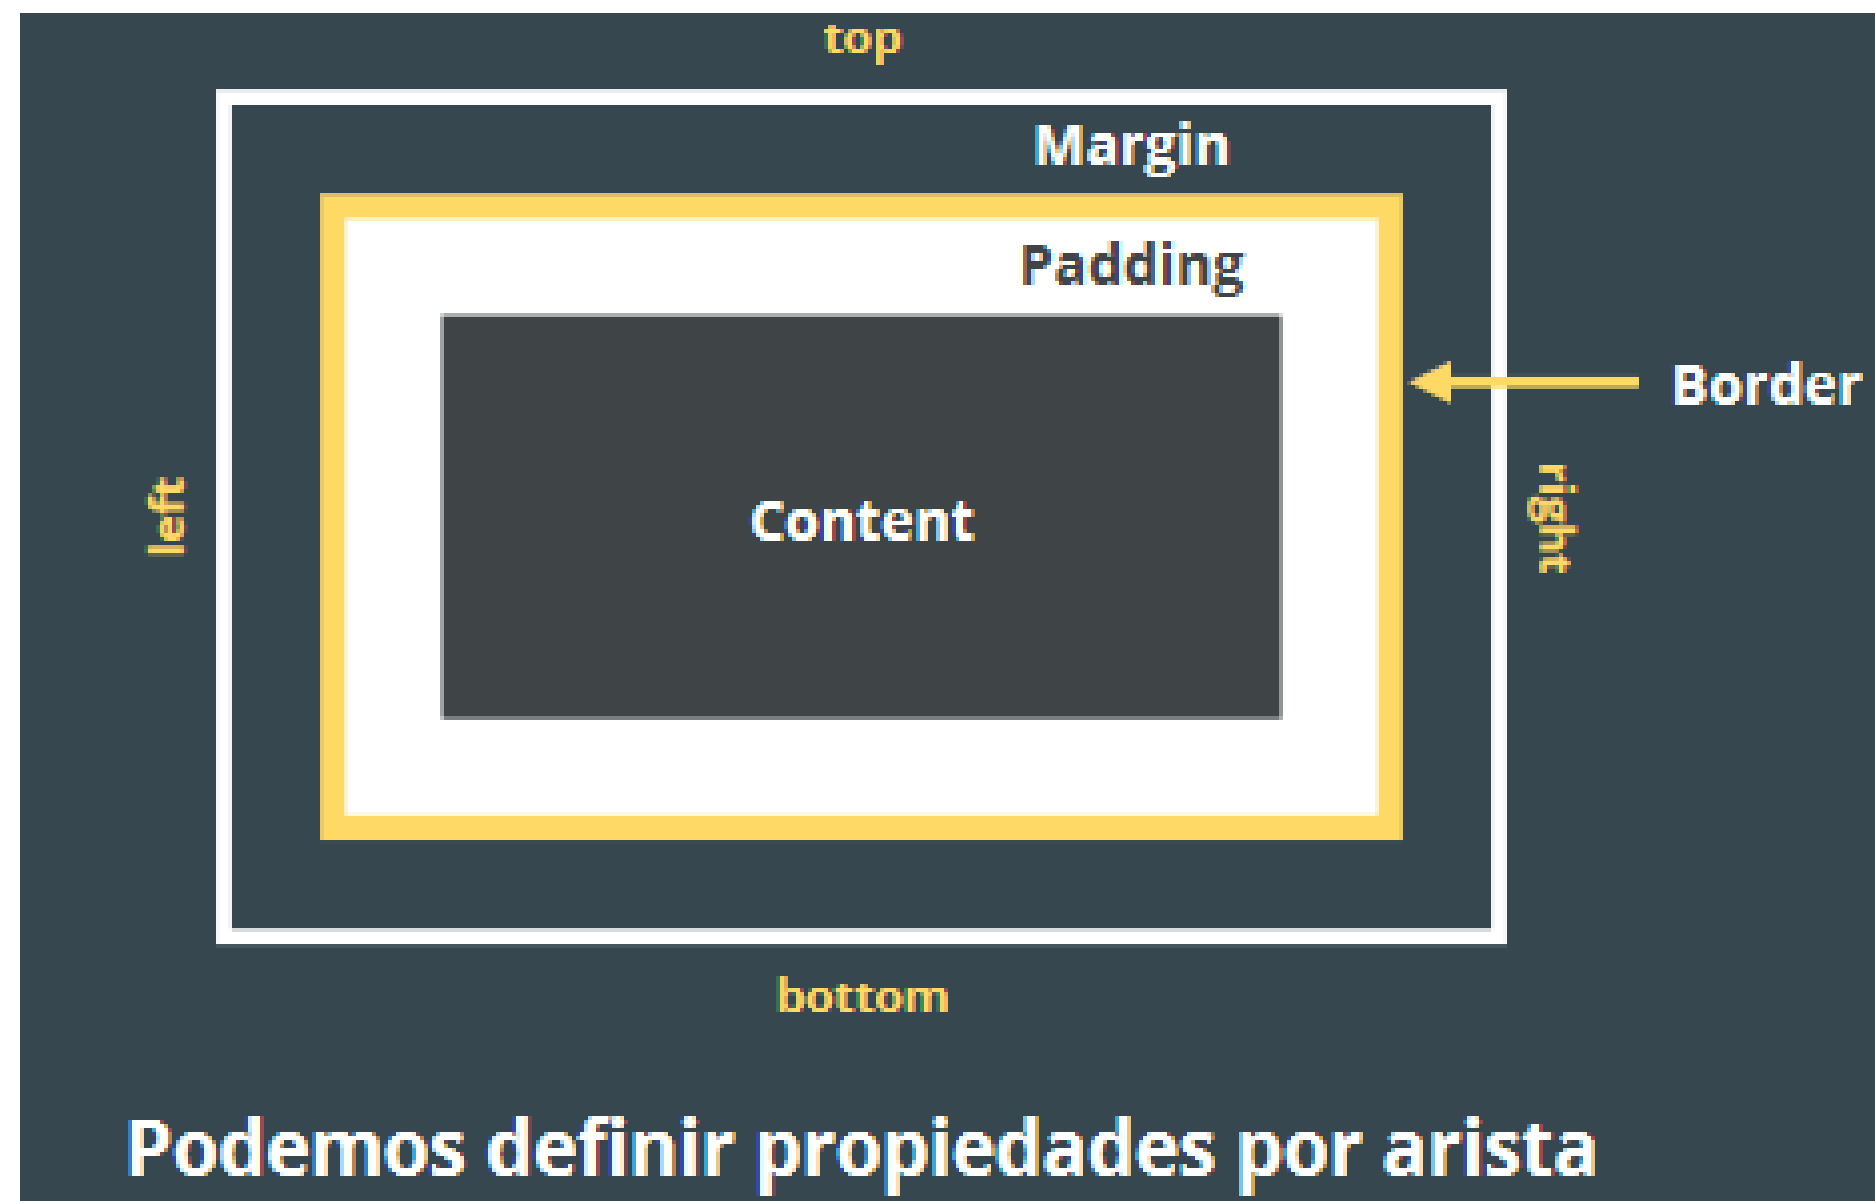 top
Margin
Padding
Border
left
Content
right
bottom
Podemos definir propiedades por arista